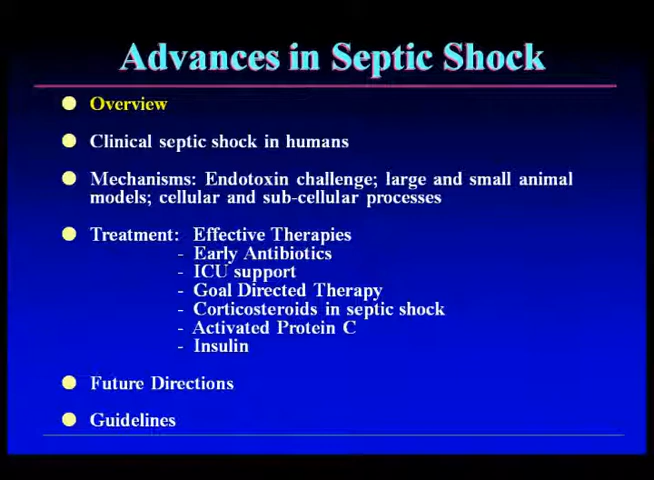 Advances in Septic Shock
Overview
Clinical septic shock in humans
Mechanisms: Endotoxin challenge; large and small animal
models; cellular and sub-cellular processes
Treatment: Effective Therapies
- Early Antibiotics
- ICU support
- Goal Directed Therapy
- Corticosteroids in septic shock
- Activated Protein C
- Insulin
Future Directions
Guidelines